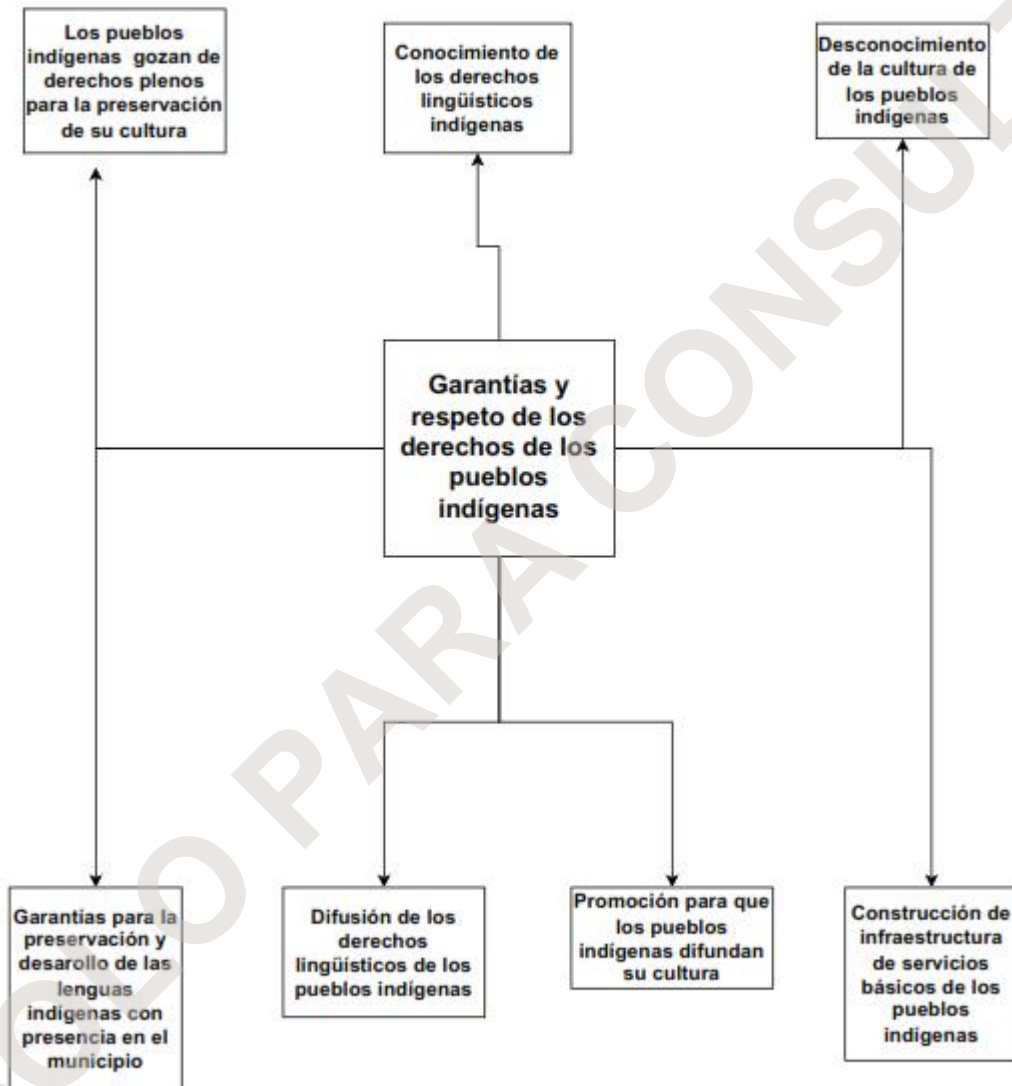 Los pueblos
indígenas gozan de
derechos plenos
para la preservación
de su cultura
Conocimiento de
los derechos
lingüísticos
indígenas
Desconocimiento
de la cultura de
los pueblos
indígenas
Garantías y
respeto de los
derechos de los
pueblos
indígenas
Garantías para la
preservación y
desarollo de las
lenguas
indígenas con
presencia en el
municipio
Difusión de los
derechos
lingüísticos de los
pueblos indígenas
Promoción para que
los pueblos
indígenas difundan
su cultura
Construcción de
infraestructura
de servicios
básicos de los
pueblos
indígenas
OLO PARA CONSULT